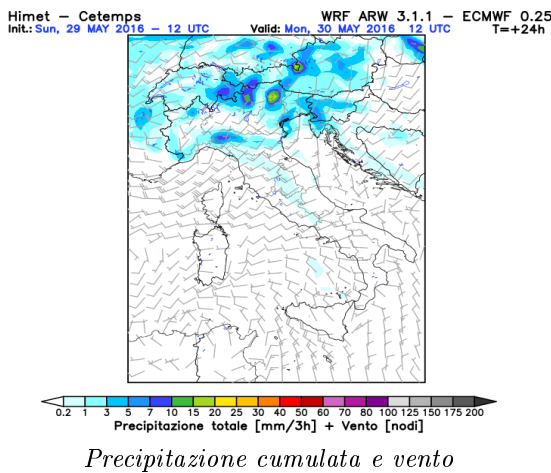 Himet – Cetemps WRF ARW 3.1.1 – ECMWF 0.25
Init.: Sun, 29 MAY 2016 – 12 UTC Valid: Mon, 30 MAY 2016 12 UTC T=+24h
0.2 1 3 5 7 10 15 20 25 30 40 50 60 70 80 100 125 150 175 200
Precipitazione totale [mm/3h] + Vento [nodi]
Precipitazione cumulata e vento